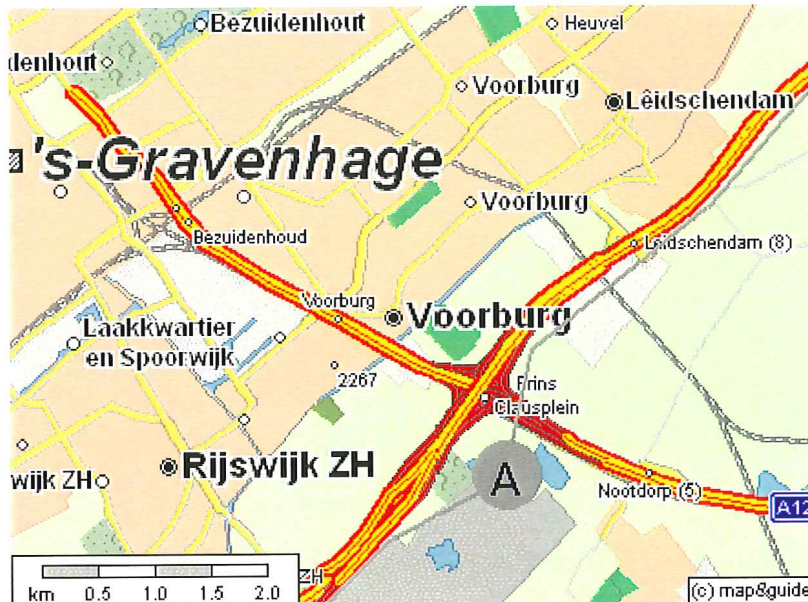 Bezuidenhout
Heuvel
denhout
Voorburg
Lêidschendam
's-Gravenhage
Voorburg
Bezuidenhoud
Leidschendam (8)
Voorburg
Voorburg
Laakkwartier
en Spoorwijk
2267
Prins
Clausplein
Rijswijk ZH
wijk ZH
A
Nootdorp (5)
A12
ZH
km 0.5 1.0 1.5 2.0
(c) map&guide